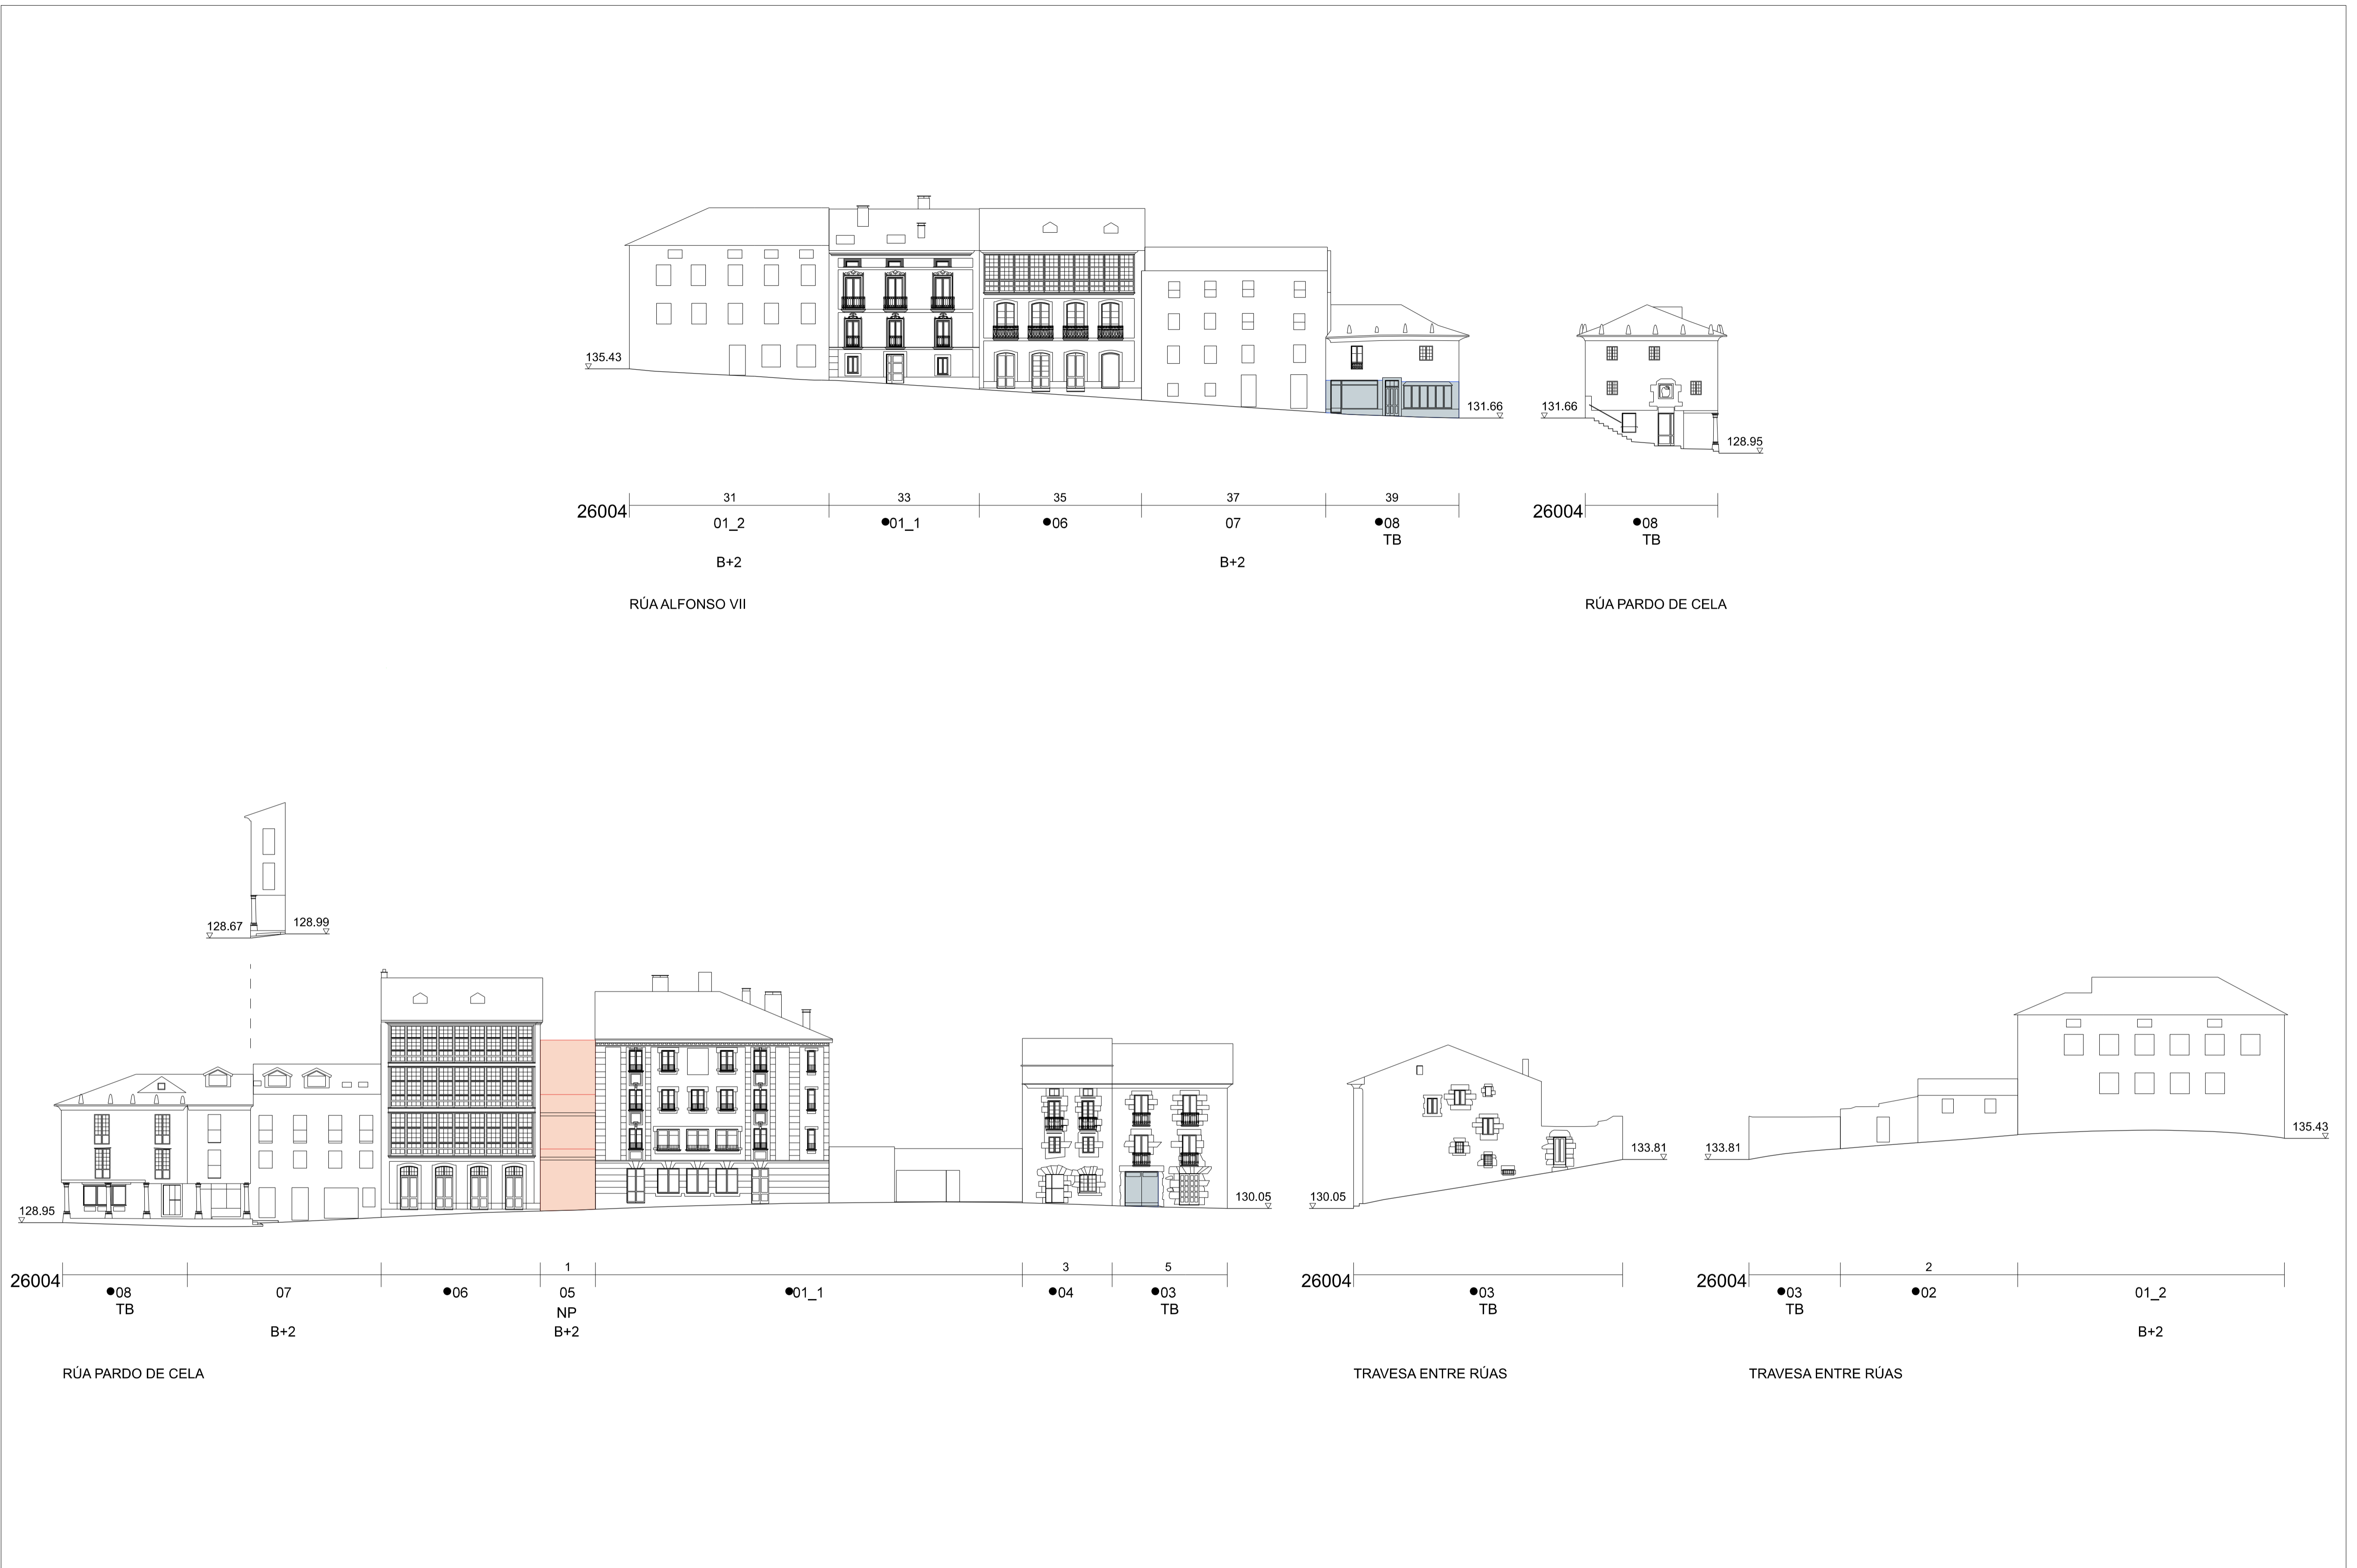 135.43
131.66
131.66
128.95
31 33 35 37 39
26004 01_2 ●01_1 ●06 07 ●08 26004 ●08
TB TB
B+2 B+2
RÚA ALFONSO VII RÚA PARDO DE CELA
128.67 128.99
135.43
133.81 133.81
128.95 130.05 130.05
1 3 5 2
26004 ●08 07 ●06 05 ●01_1 ●04 ●03 26004 ●03 26004 ●03 ●02 01_2
TB NP TB TB TB
B+2 B+2 B+2
RÚA PARDO DE CELA TRAVESA ENTRE RÚAS TRAVESA ENTRE RÚAS